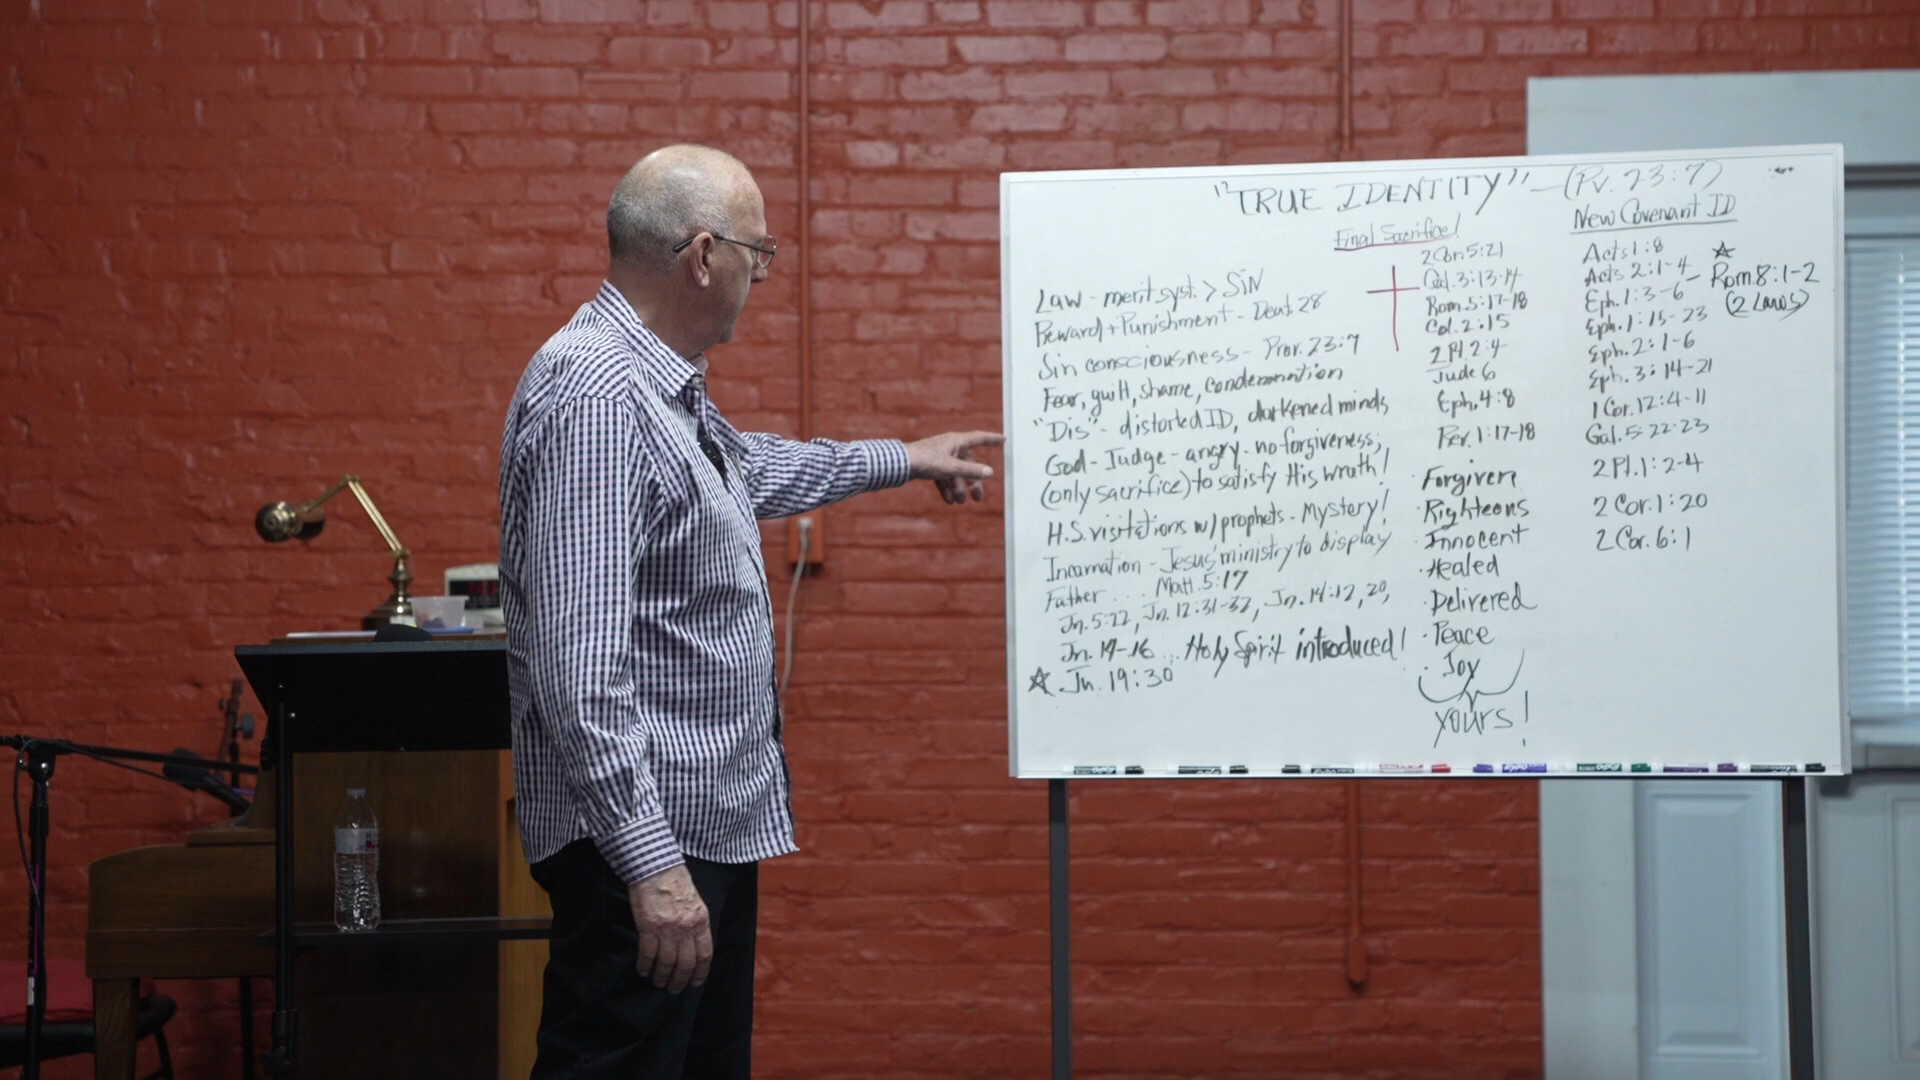 "TRUE IDENTITY" - (Pv. 23:7)
Law - merit syst. > SiN
Reward + Punishment - Deut. 28
Sin consciousness - Prov. 23:7
Fear, guilt, shame, condemnation
"Dis" - distorted ID, darkened minds
God - Judge - angry - no forgiveness;
(only sacrifice) to satisfy His wrath!
H.S. visitations w/ prophets - Mystery!
Incarnation - Jesus' ministry to display
Father ... Matt. 5:17
Jn. 5:22, Jn. 12:31-32, Jn. 14:12, 20,
Jn. 14-16 ... Holy Spirit introduced!
☆ Jn. 19:30
Final Sacrifice!
2 Cor. 5:21
Gal. 3:13-14
Rom. 5:17-18
Col. 2:15
2 Pt. 2:4
Jude 6
Eph. 4:8
Rev. 1:17-18
· Forgiven
· Righteous
· Innocent
· Healed
· Delivered
· Peace
· Joy
yours!
New Covenant ID
Acts 1:8
Acts 2:1-4
Eph. 1:3-6 -
Eph. 1:15-23
Eph. 2:1-6
Eph. 3:14-21
1 Cor. 12:4-11
Gal. 5:22-23
2 Pt. 1:2-4
2 Cor. 1:20
2 Cor. 6:1
☆
Rom. 8:1-2
(2 Laws)